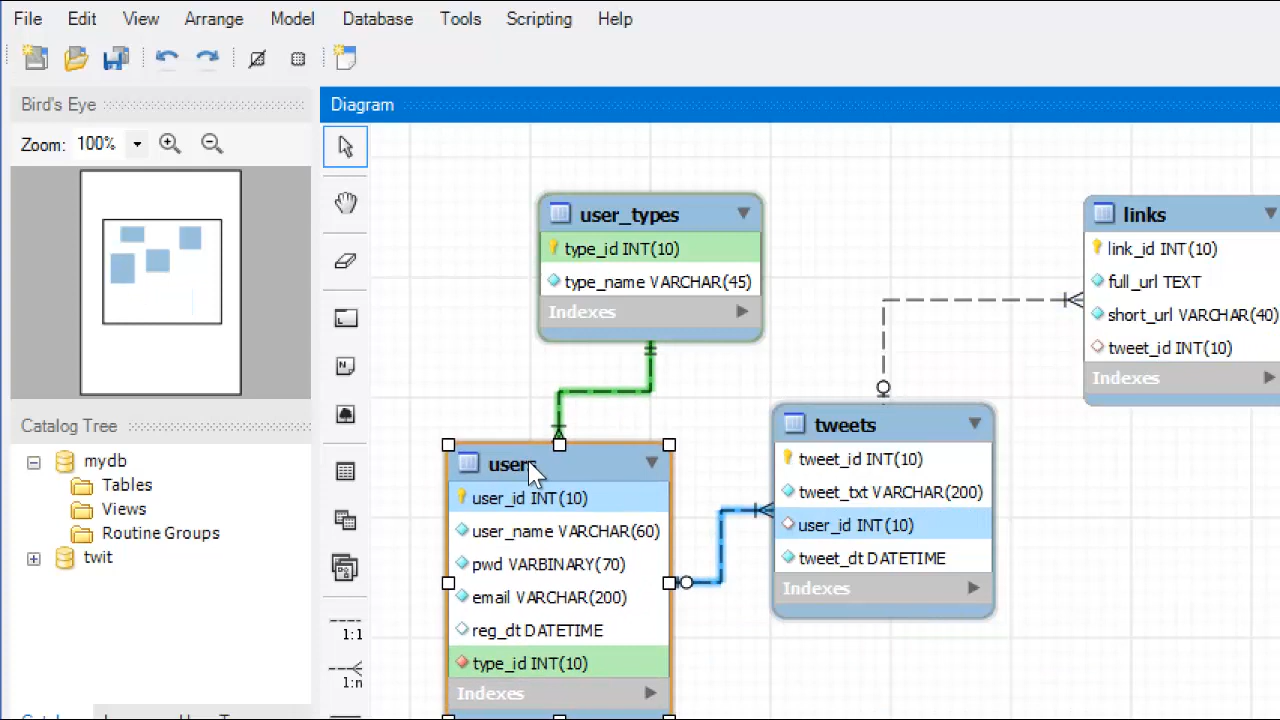 File Edit View Arrange Model Database Tools Scripting Help
Bird's Eye
Zoom: 100%
Catalog Tree
mydb
Tables
Views
Routine Groups
twit
Diagram
1:1
1:n
user_types
type_id INT(10)
type_name VARCHAR(45)
Indexes
users
user_id INT(10)
user_name VARCHAR(60)
pwd VARBINARY(70)
email VARCHAR(200)
reg_dt DATETIME
type_id INT(10)
Indexes
tweets
tweet_id INT(10)
tweet_txt VARCHAR(200)
user_id INT(10)
tweet_dt DATETIME
Indexes
links
link_id INT(10)
full_url TEXT
short_url VARCHAR(40)
tweet_id INT(10)
Indexes